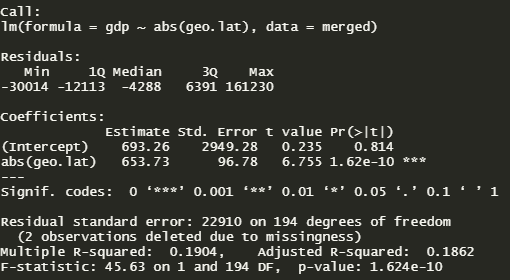 Call:
lm(formula = gdp ~ abs(geo.lat), data = merged)
Residuals:
Min 1Q Median 3Q Max
-30014 -12113 -4288 6391 161230
Coefficients:
Estimate Std. Error t value Pr(>|t|)
(Intercept) 693.26 2949.28 0.235 0.814
abs(geo.lat) 653.73 96.78 6.755 1.62e-10 ***
---
Signif. codes: 0 ‘***’ 0.001 ‘**’ 0.01 ‘*’ 0.05 ‘.’ 0.1 ‘ ’ 1
Residual standard error: 22910 on 194 degrees of freedom
(2 observations deleted due to missingness)
Multiple R-squared: 0.1904, Adjusted R-squared: 0.1862
F-statistic: 45.63 on 1 and 194 DF, p-value: 1.624e-10